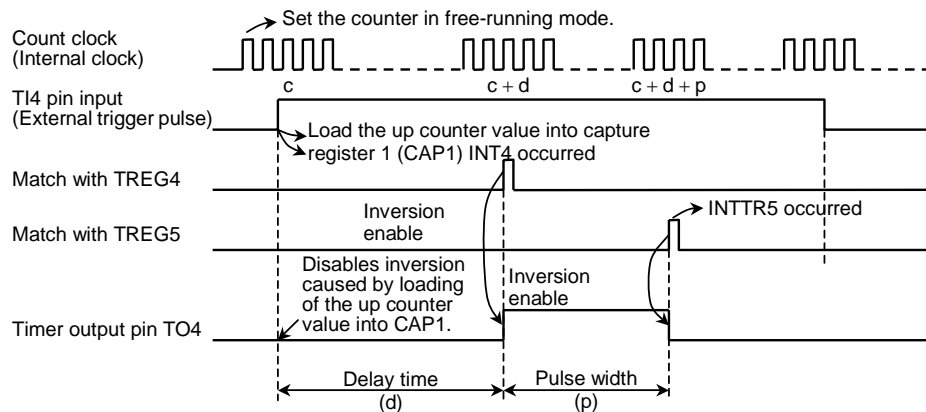 Set the counter in free-running mode.
Count clock
(Internal clock)
c
c + d
c + d + p
TI4 pin input
(External trigger pulse)
Load the up counter value into capture
register 1 (CAP1) INT4 occurred
Match with TREG4
Inversion
enable
INTTR5 occurred
Match with TREG5
Disables inversion
caused by loading
of the up counter
value into CAP1.
Inversion
enable
Timer output pin TO4
Delay time
(d)
Pulse width
(p)